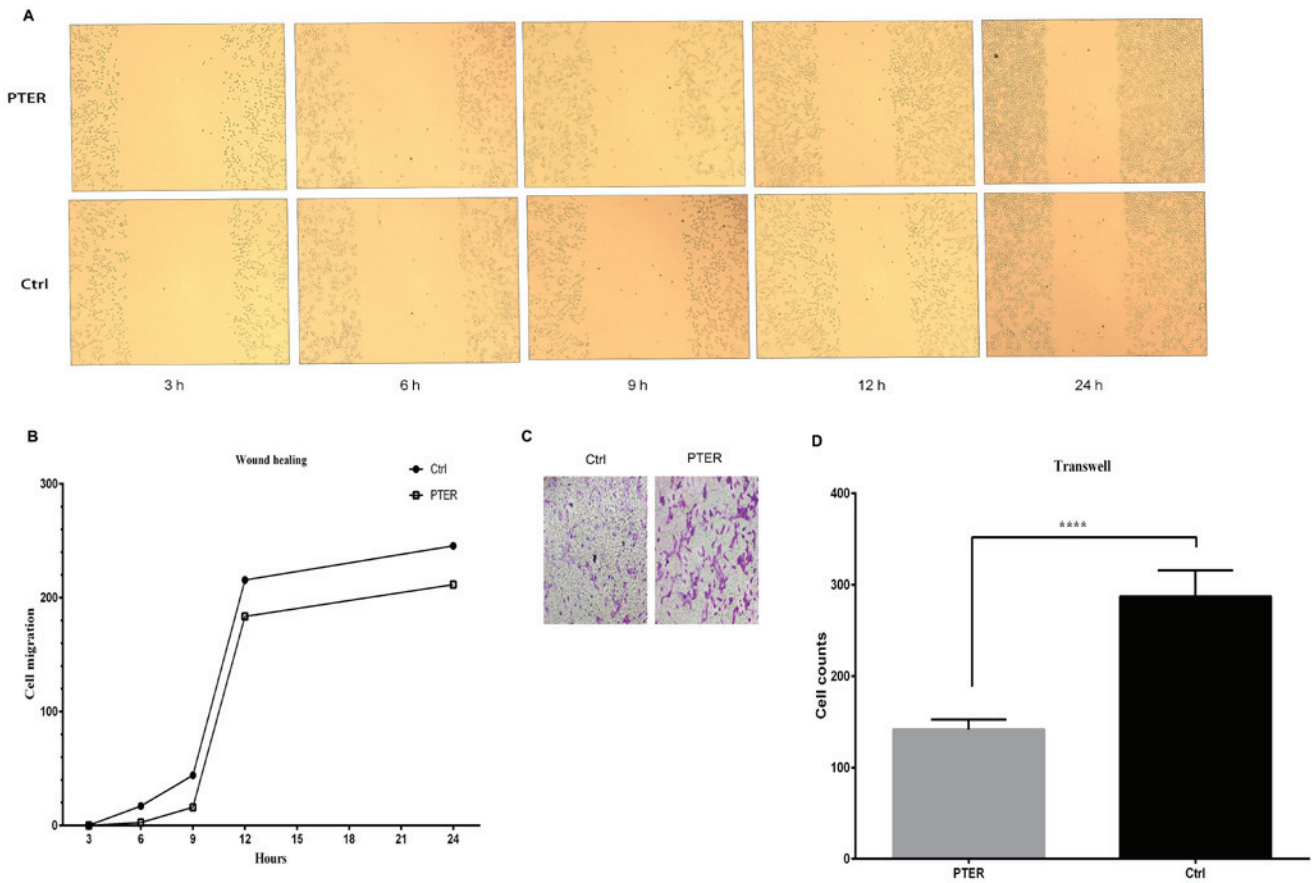 A
PTER
Ctrl
3 h 6 h 9 h 12 h 24 h
B
Wound healing
Ctrl
PTER
300
200
100
0
Cell migration
3 6 9 12 15 18 21 24
Hours
C
Ctrl PTER
D
Transwell
****
400
300
200
100
0
Cell counts
PTER Ctrl